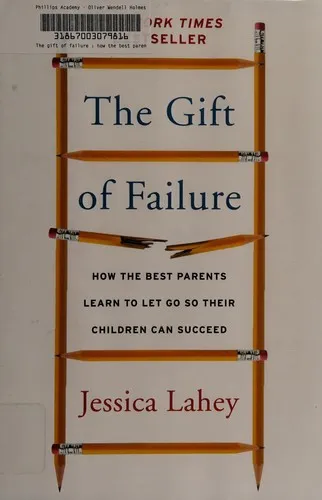 Phillips Academy - Oliver Wendell Holmes
31867003079816
The gift of failure : how the best paren
RK TIMES
SELLER
The Gift
of Failure
HOW THE BEST PARENTS
LEARN TO LET GO SO THEIR
CHILDREN CAN SUCCEED
Jessica Lahey